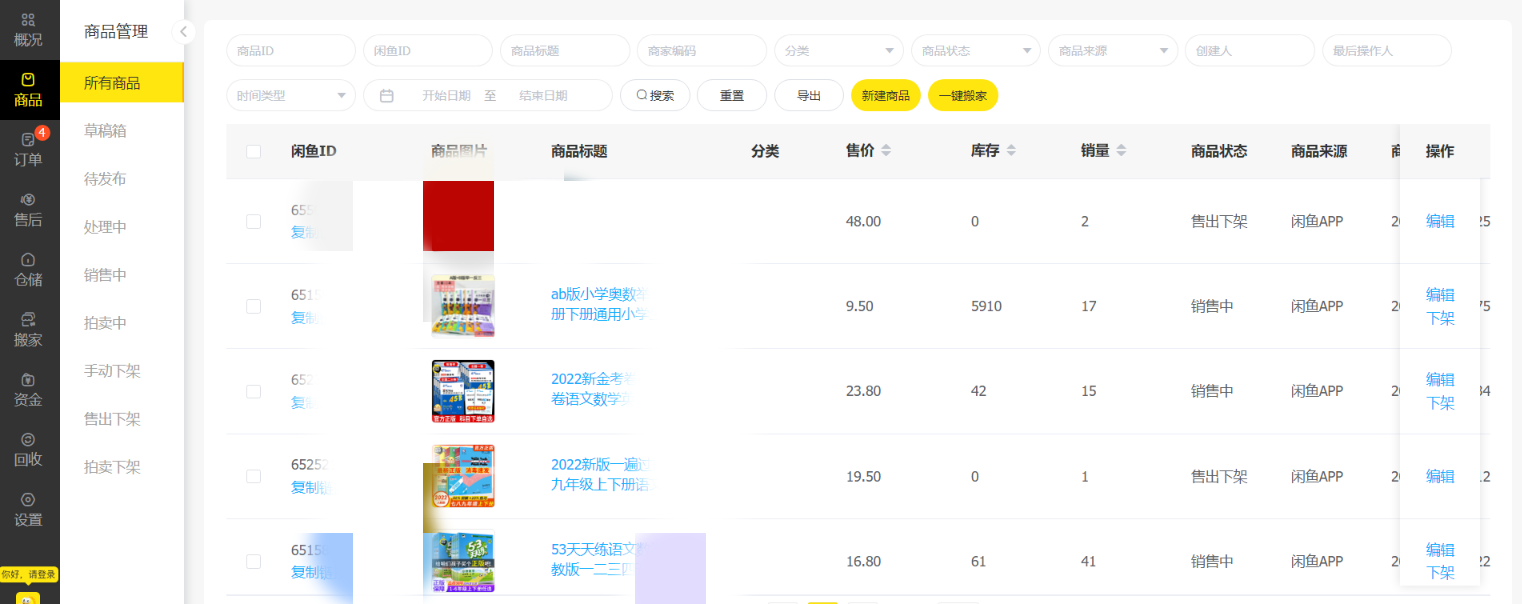 概况
商品
4
订单
售后
仓储
搬家
资金
回收
设置
你好，请登录
商品管理
所有商品
草稿箱
待发布
处理中
销售中
拍卖中
手动下架
售出下架
拍卖下架
商品ID 闲鱼ID 商品标题 商家编码 分类 商品状态 商品来源 创建人 最后操作人
时间类型 开始日期 至 结束日期 搜索 重置 导出 新建商品 一键搬家
闲鱼ID 商品图片 商品标题 分类 售价 库存 销量 商品状态 商品来源 商 操作
655 48.00 0 2 售出下架 闲鱼APP 20 编辑 25
复制
6515 ab版小学奥数 9.50 5910 17 销售中 闲鱼APP 20 编辑 75
复制 册下册通用小学 下架
652 2022新金考卷 23.80 42 15 销售中 闲鱼APP 20 编辑 34
复制 卷语文数学英 下架
65252 2022新版一遍过 19.50 0 1 售出下架 闲鱼APP 20 编辑 12
复制链 九年级上下册语
6515 53天天练语文 16.80 61 41 销售中 闲鱼APP 20 编辑 22
复制链 教版一二三四 下架